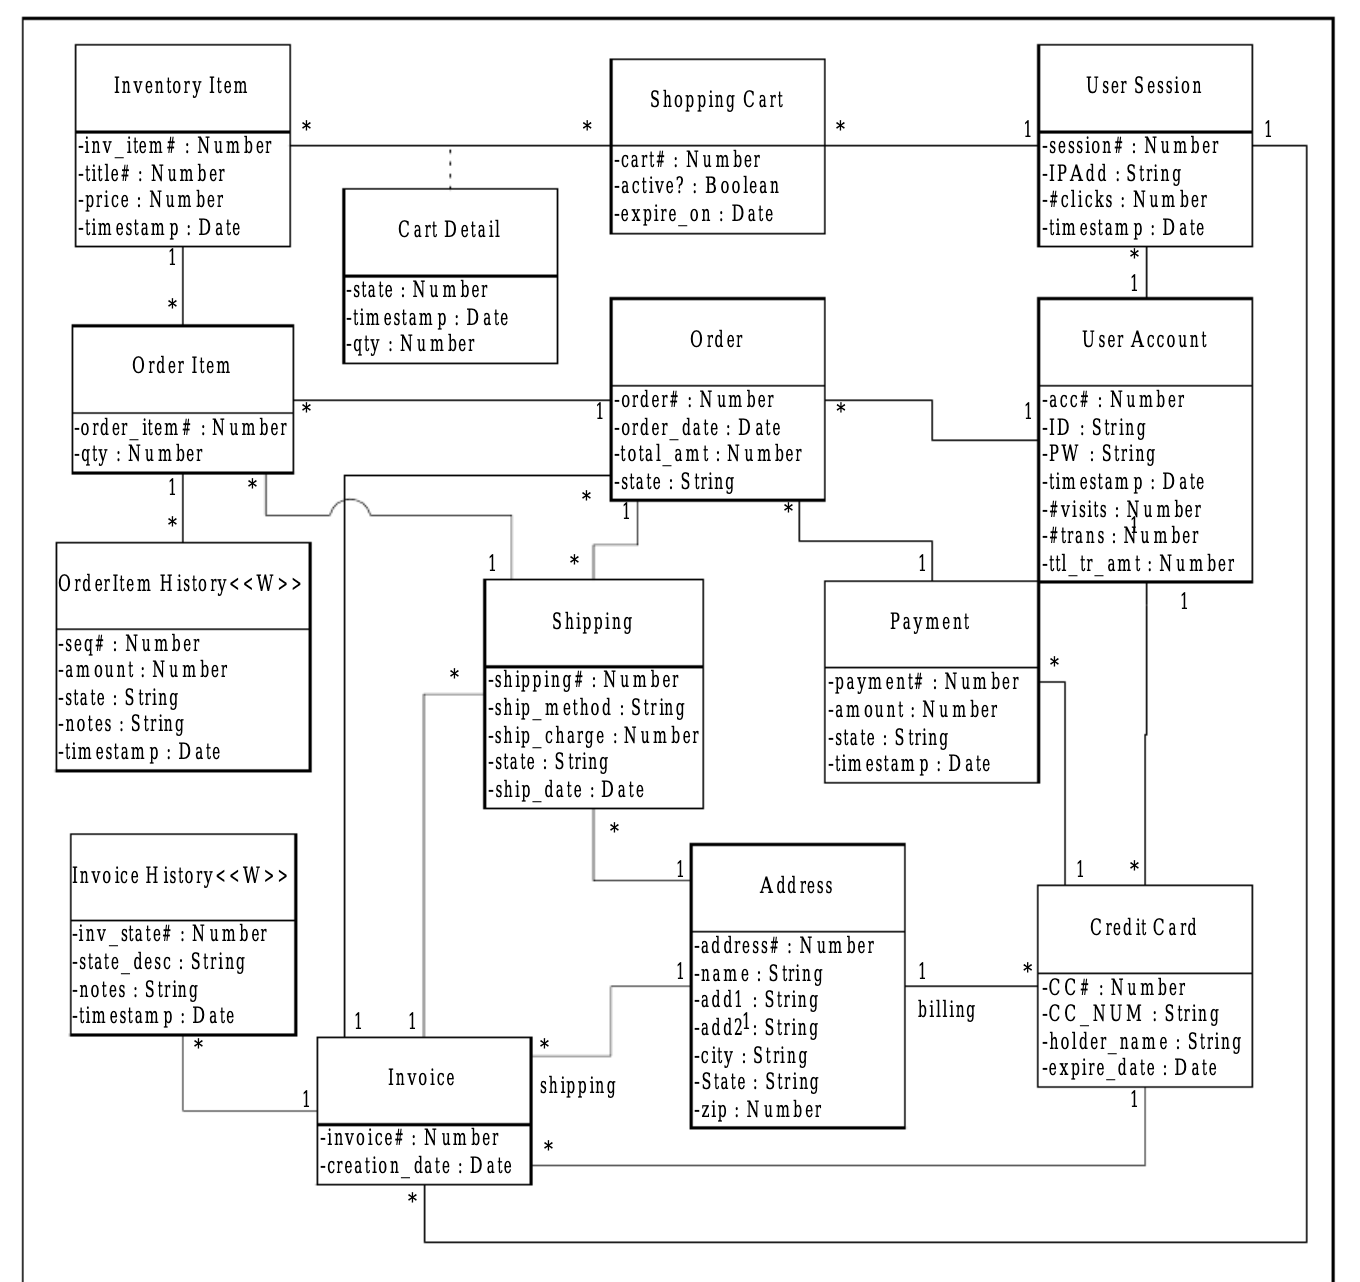 Inventory Item
-inv_item# : Number
-title# : Number
-price : Number
-timestamp : Date
*
*
Shopping Cart
-cart# : Number
-active? : Boolean
-expire_on : Date
*
1
User Session
-session# : Number
-IPAdd : String
-#clicks : Number
-timestamp : Date
1
Cart Detail
-state : Number
-timestamp : Date
-qty : Number
1
*
*
1
Order Item
-order_item# : Number
-qty : Number
*
1
Order
-order# : Number
-order_date : Date
-total_amt : Number
-state : String
*
1
User Account
-acc# : Number
-ID : String
-PW : String
-timestamp : Date
-#visits : Number
1
-#trans : Number
-ttl_tr_amt : Number
1
*
1
*
*
1
*
1
*
1
OrderItem History<<W>>
-seq# : Number
-amount : Number
-state : String
-notes : String
-timestamp : Date
*
Shipping
-shipping# : Number
-ship_method : String
-ship_charge : Number
-state : String
-ship_date : Date
Payment
-payment# : Number
-amount : Number
-state : String
-timestamp : Date
*
*
1
1
*
Invoice History<<W>>
-inv_state# : Number
-state_desc : String
-notes : String
-timestamp : Date
*
1
Address
-address# : Number
-name : String
-add1 : String
-add2 : String
1
-city : String
-State : String
-zip : Number
1
1
billing
*
Credit Card
-CC# : Number
-CC_NUM : String
-holder_name : String
-expire_date : Date
1
1
1
*
shipping
Invoice
-invoice# : Number
-creation_date : Date
*
*
1